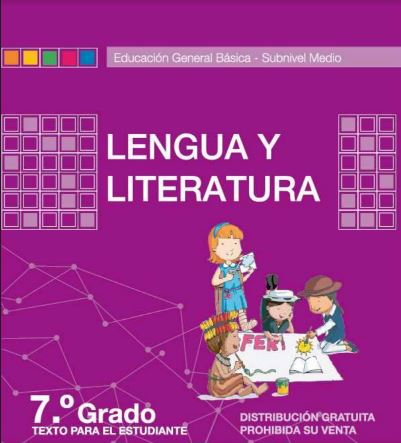 Educación General Básica - Subnivel Medio
LENGUA Y
LITERATURA
FERI
7.º Grado
TEXTO PARA EL ESTUDIANTE
DISTRIBUCIÓN GRATUITA
PROHIBIDA SU VENTA